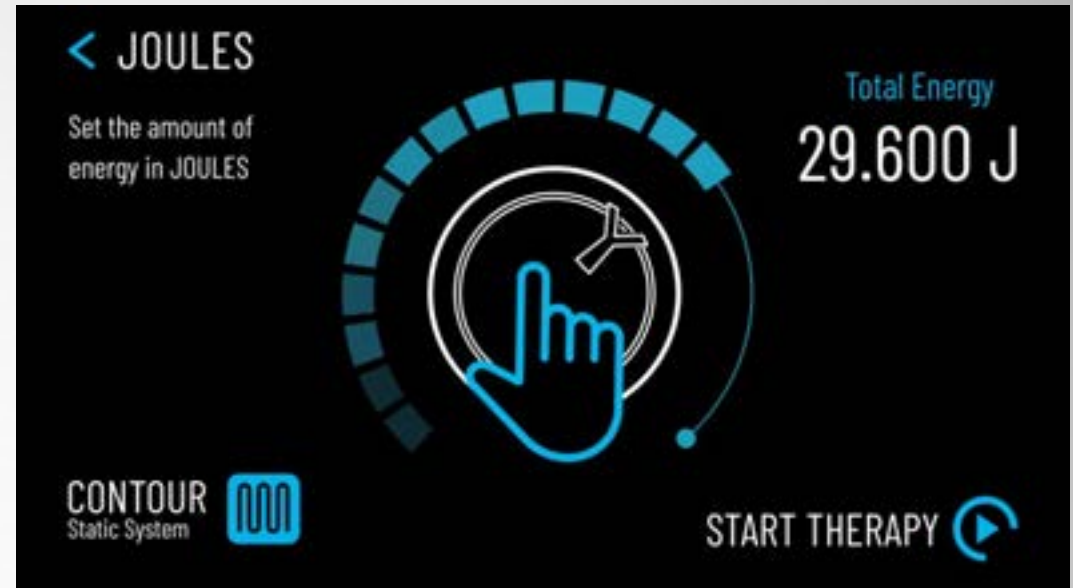 JOULES
Set the amount of
energy in JOULES
Total Energy
29.600 J
CONTOUR
Static System
START THERAPY